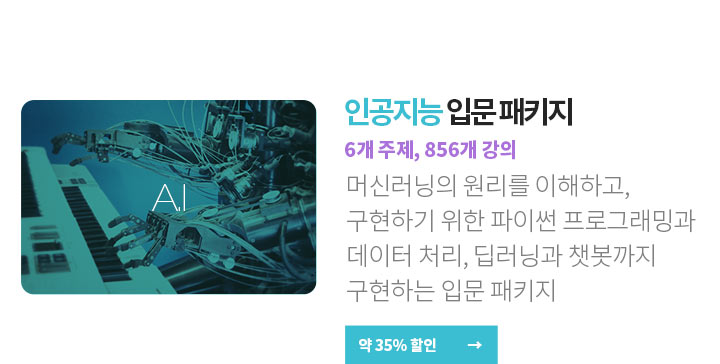 인공지능 입문 패키지
6개 주제, 856개 강의
A.I
머신러닝의 원리를 이해하고,
구현하기 위한 파이썬 프로그래밍과
데이터 처리, 딥러닝과 챗봇까지
구현하는 입문 패키지
약 35% 할인 →